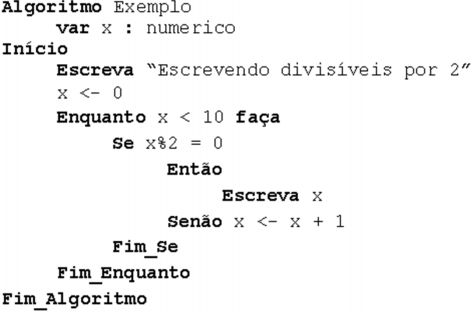 Algoritmo Exemplo
var x : numerico
Início
Escreva “Escrevendo divisíveis por 2”
x <- 0
Enquanto x < 10 faça
Se x%2 = 0
Então
Escreva x
Senão x <- x + 1
Fim_Se
Fim_Enquanto
Fim_Algoritmo